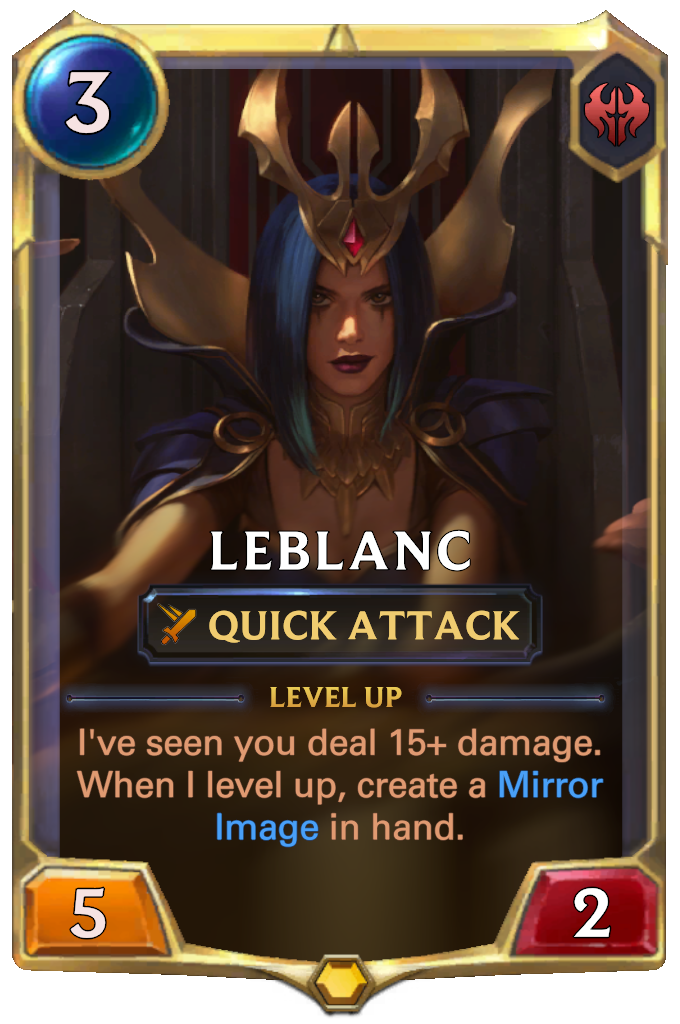 3
LEBLANC
QUICK ATTACK
LEVEL UP
I've seen you deal 15+ damage.
When I level up, create a Mirror
Image in hand.
5
2